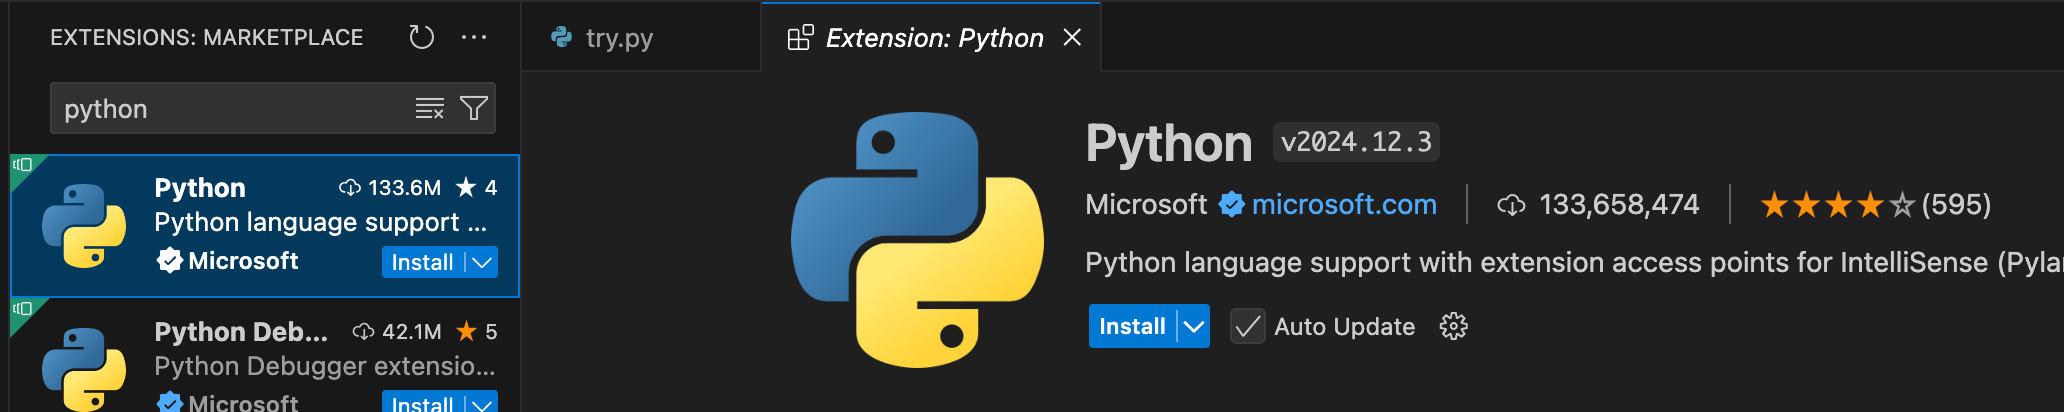 EXTENSIONS: MARKETPLACE
python
Python 133.6M ★ 4
Python language support ...
Microsoft Install
Python Deb... 42.1M ★ 5
Python Debugger extensio...
Microsoft Install
try.py Extension: Python
Python v2024.12.3
Microsoft microsoft.com 133,658,474 ★★★★☆(595)
Python language support with extension access points for IntelliSense (Pyla
Install Auto Update